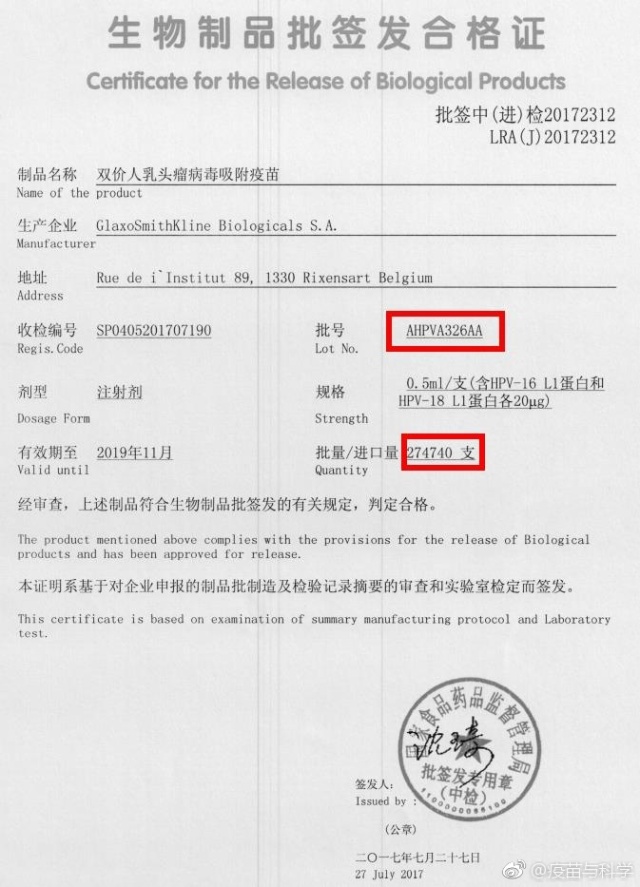 生物制品批签发合格证
Certificate for the Release of Biological Products
批签中(进)检20172312
LRA(J)20172312
制品名称 双价人乳头瘤病毒吸附疫苗
Name of the product
生产企业 GlaxoSmithKline Biologicals S.A.
Manufacturer
地址 Rue de i`Institut 89, 1330 Rixensart Belgium
Address
收检编号 SP0405201707190 批号 AHPVA326AA
Regis.Code Lot No.
剂型 注射剂 规格 0.5ml/支(含HPV-16 L1蛋白和
HPV-18 L1蛋白各20μg)
Dosage Form Strength
有效期至 2019年11月 批量/进口量 274740 支
Valid until Quantity
经审查，上述制品符合生物制品批签发的有关规定，判定合格。
The product mentioned above complies with the provisions for the release of Biological
products and has been approved for release.
本证明系基于对企业申报的制品批制造及检验记录摘要的审查和实验室检定而签发。
This certificate is based on examination of summary manufacturing protocol and Laboratory
test.
国家食品药品监督管理局
批签发专用章
(中检)
签发人:
Issued by :
(公章)
二〇一七年七月二十七日
27 July 2017
@疫苗与科学